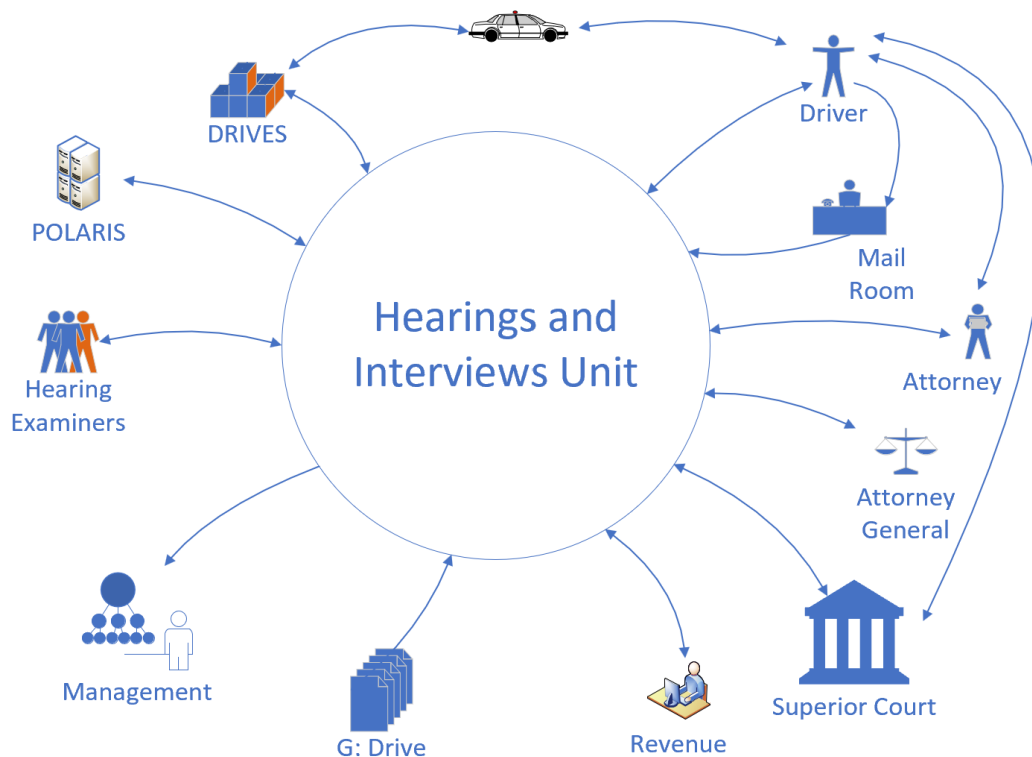 DRIVES
Driver
POLARIS
Mail
Room
Hearings and
Interviews Unit
Hearing
Examiners
Attorney
Attorney
General
Management
G: Drive
Revenue
Superior Court